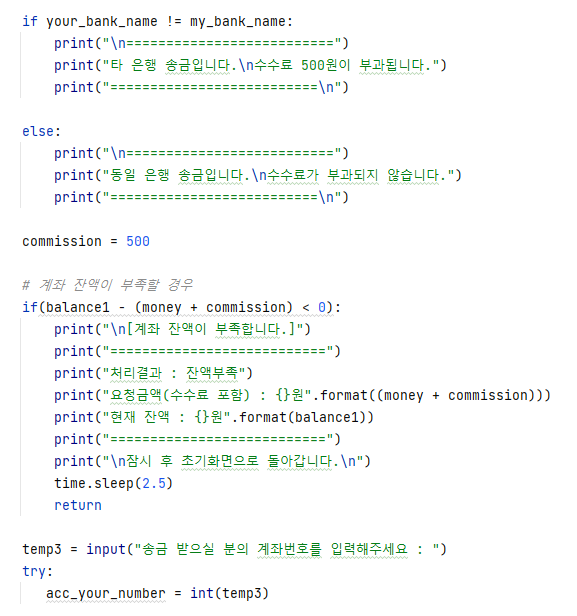 if your_bank_name != my_bank_name:
    print("\n==========================")
    print("타 은행 송금입니다.\n수수료 500원이 부과됩니다.")
    print("==========================\n")

else:
    print("\n==========================")
    print("동일 은행 송금입니다.\n수수료가 부과되지 않습니다.")
    print("==========================\n")

commission = 500

# 계좌 잔액이 부족할 경우
if(balance1 - (money + commission) < 0):
    print("\n[계좌 잔액이 부족합니다.]")
    print("===========================")
    print("처리결과 : 잔액부족")
    print("요청금액(수수료 포함) : {}원".format((money + commission)))
    print("현재 잔액 : {}원".format(balance1))
    print("===========================")
    print("\n잠시 후 초기화면으로 돌아갑니다.\n")
    time.sleep(2.5)
    return

temp3 = input("송금 받으실 분의 계좌번호를 입력해주세요 : ")
try:
   acc_your_number = int(temp3)